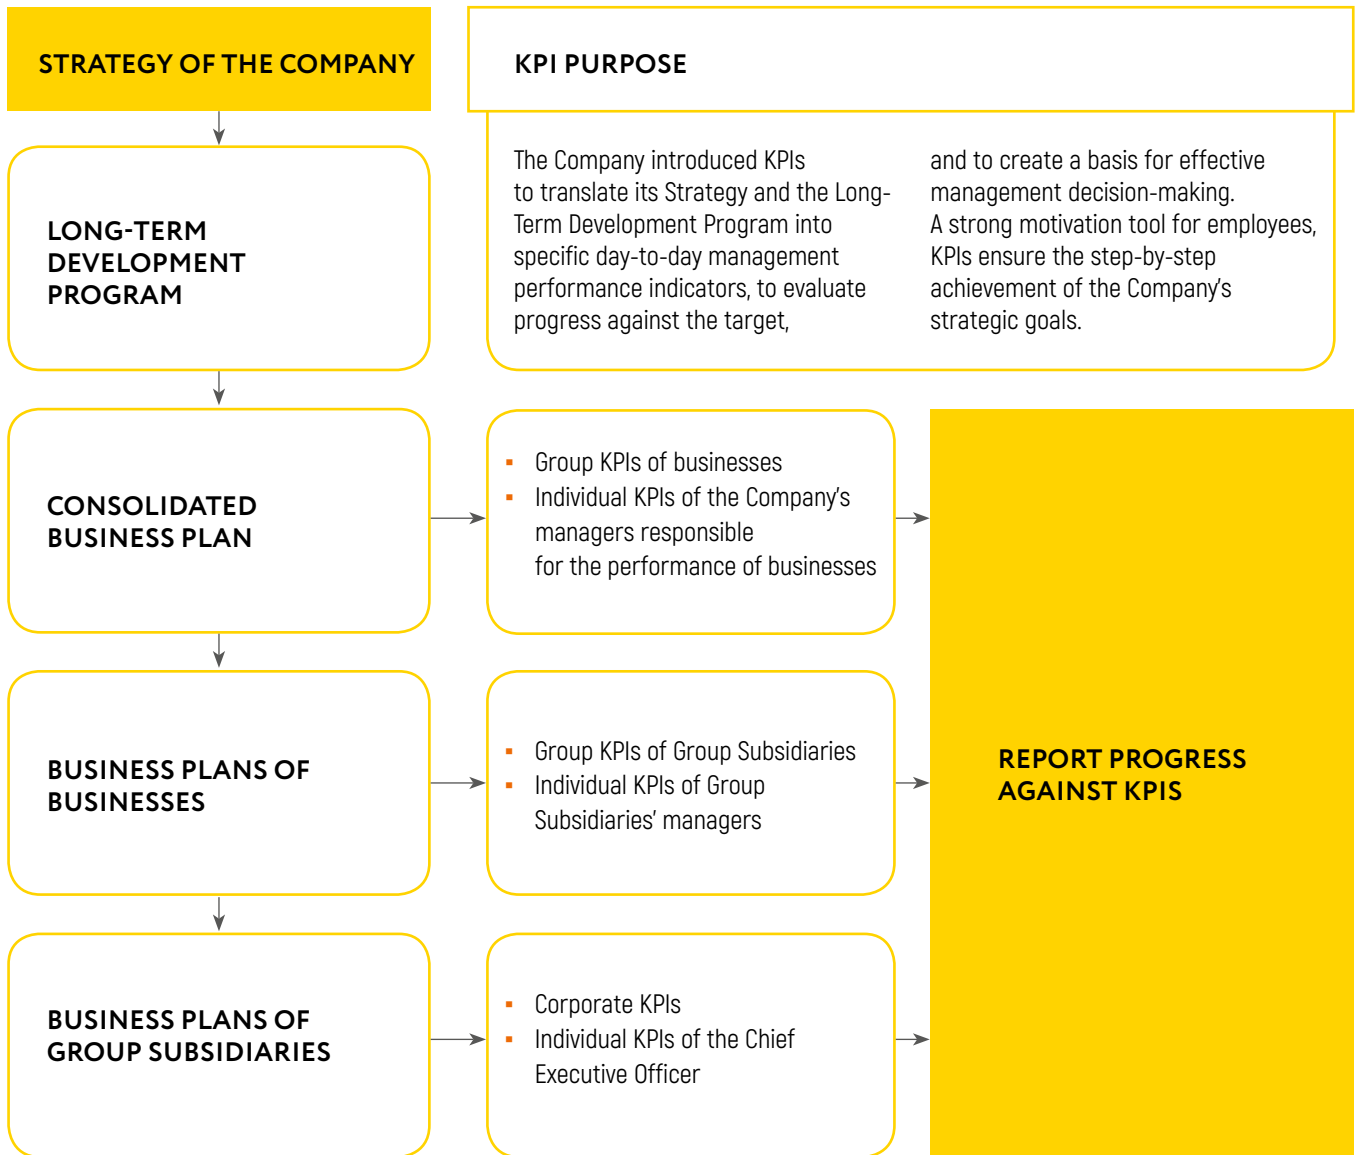 STRATEGY OF THE COMPANY
KPI PURPOSE
LONG-TERM
DEVELOPMENT
PROGRAM
The Company introduced KPIs
to translate its Strategy and the Long-
Term Development Program into
specific day-to-day management
performance indicators, to evaluate
progress against the target,
and to create a basis for effective
management decision-making.
A strong motivation tool for employees,
KPIs ensure the step-by-step
achievement of the Company's
strategic goals.
CONSOLIDATED
BUSINESS PLAN
▪ Group KPIs of businesses
▪ Individual KPIs of the Company's
managers responsible
for the performance of businesses
BUSINESS PLANS OF
BUSINESSES
▪ Group KPIs of Group Subsidiaries
▪ Individual KPIs of Group
Subsidiaries' managers
BUSINESS PLANS OF
GROUP SUBSIDIARIES
▪ Corporate KPIs
▪ Individual KPIs of the Chief
Executive Officer
REPORT PROGRESS
AGAINST KPIS